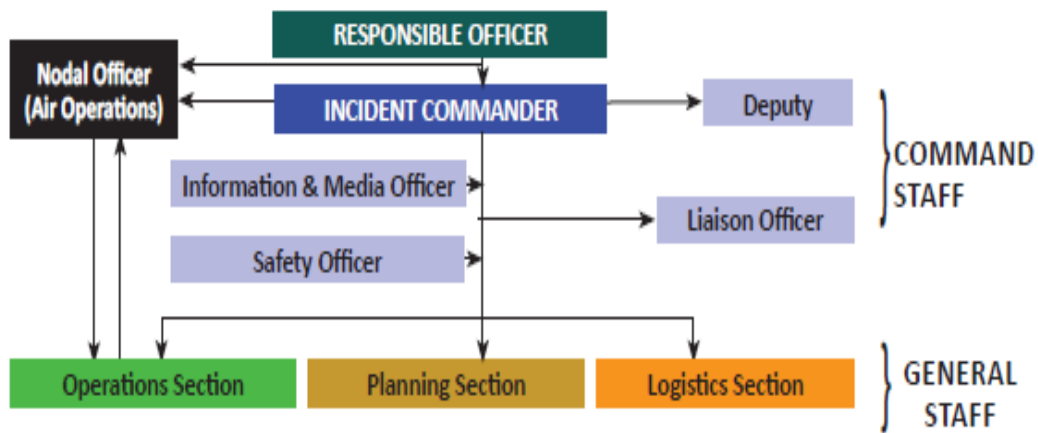 RESPONSIBLE OFFICER
Nodal Officer
(Air Operations)
INCIDENT COMMANDER
Deputy
COMMAND
STAFF
Information & Media Officer
Liaison Officer
Safety Officer
Operations Section
Planning Section
Logistics Section
GENERAL
STAFF